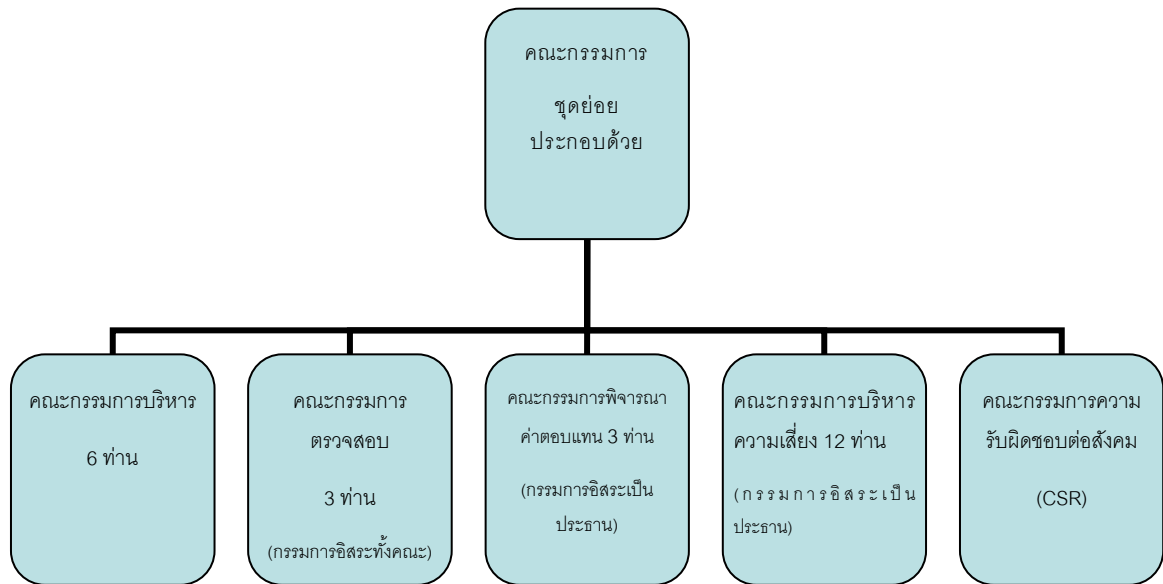 คณะกรรมการ
ชุดย่อย
ประกอบด้วย
คณะกรรมการบริหาร
6 ท่าน
คณะกรรมการ
ตรวจสอบ
3 ท่าน
(กรรมการอิสระทั้งคณะ)
คณะกรรมการพิจารณา
ค่าตอบแทน 3 ท่าน
(กรรมการอิสระเป็น
ประธาน)
คณะกรรมการบริหาร
ความเสี่ยง 12 ท่าน
(กรรมการอิสระเป็น
ประธาน)
คณะกรรมการความ
รับผิดชอบต่อสังคม
(CSR)